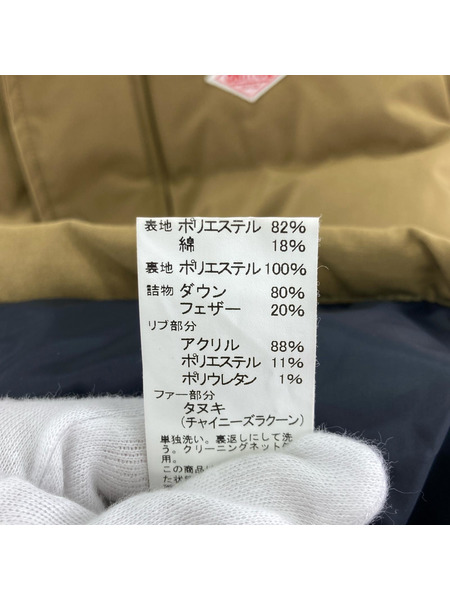 表地 ポリエステル 82%
綿 18%
裏地 ポリエステル 100%
詰物 ダウン 80%
フェザー 20%
リブ部分
アクリル 88%
ポリエステル 11%
ポリウレタン 1%
ファー部分
タヌキ
(チャイニーズラクーン)
単独洗い。裏返しにして洗
う。クリーニングネット使
用。
この商品
た状